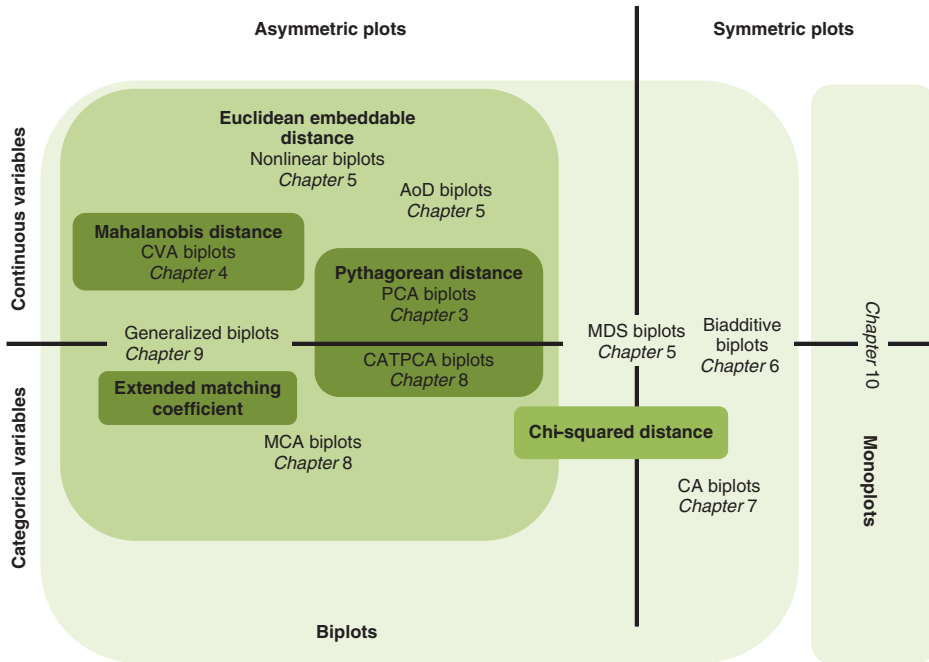 Asymmetric plots
Symmetric plots
Continuous variables
Categorical variables
Euclidean embeddable
distance
Nonlinear biplots
Chapter 5
AoD biplots
Chapter 5
Mahalanobis distance
CVA biplots
Chapter 4
Pythagorean distance
PCA biplots
Chapter 3
Generalized biplots
Chapter 9
CATPCA biplots
Chapter 8
MDS biplots
Chapter 5
Biadditive
biplots
Chapter 6
Chapter 10
Monoplots
Extended matching
coefficient
MCA biplots
Chapter 8
Chi-squared distance
CA biplots
Chapter 7
Biplots